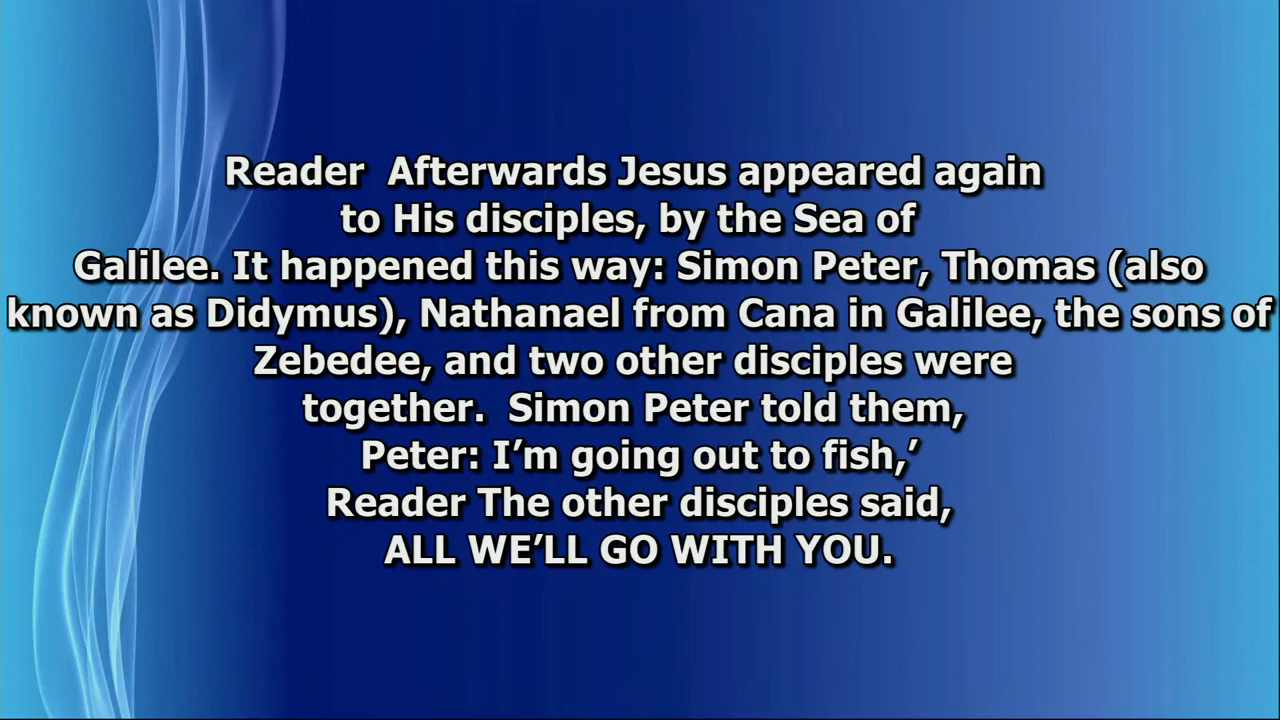 Reader  Afterwards Jesus appeared again
to His disciples, by the Sea of
Galilee. It happened this way: Simon Peter, Thomas (also
known as Didymus), Nathanael from Cana in Galilee, the sons of
Zebedee, and two other disciples were
together.  Simon Peter told them,
Peter: I’m going out to fish,’
Reader The other disciples said,
ALL WE’LL GO WITH YOU.